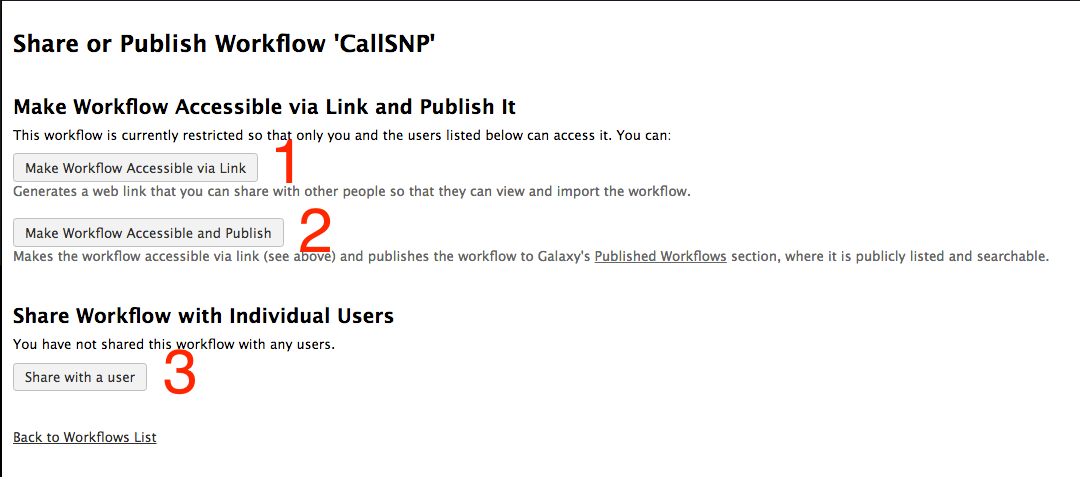 Share or Publish Workflow 'CallSNP'
Make Workflow Accessible via Link and Publish It
This workflow is currently restricted so that only you and the users listed below can access it. You can:
Make Workflow Accessible via Link 1
Generates a web link that you can share with other people so that they can view and import the workflow.
Make Workflow Accessible and Publish 2
Makes the workflow accessible via link (see above) and publishes the workflow to Galaxy's Published Workflows section, where it is publicly listed and searchable.
Share Workflow with Individual Users
You have not shared this workflow with any users.
Share with a user 3
Back to Workflows List